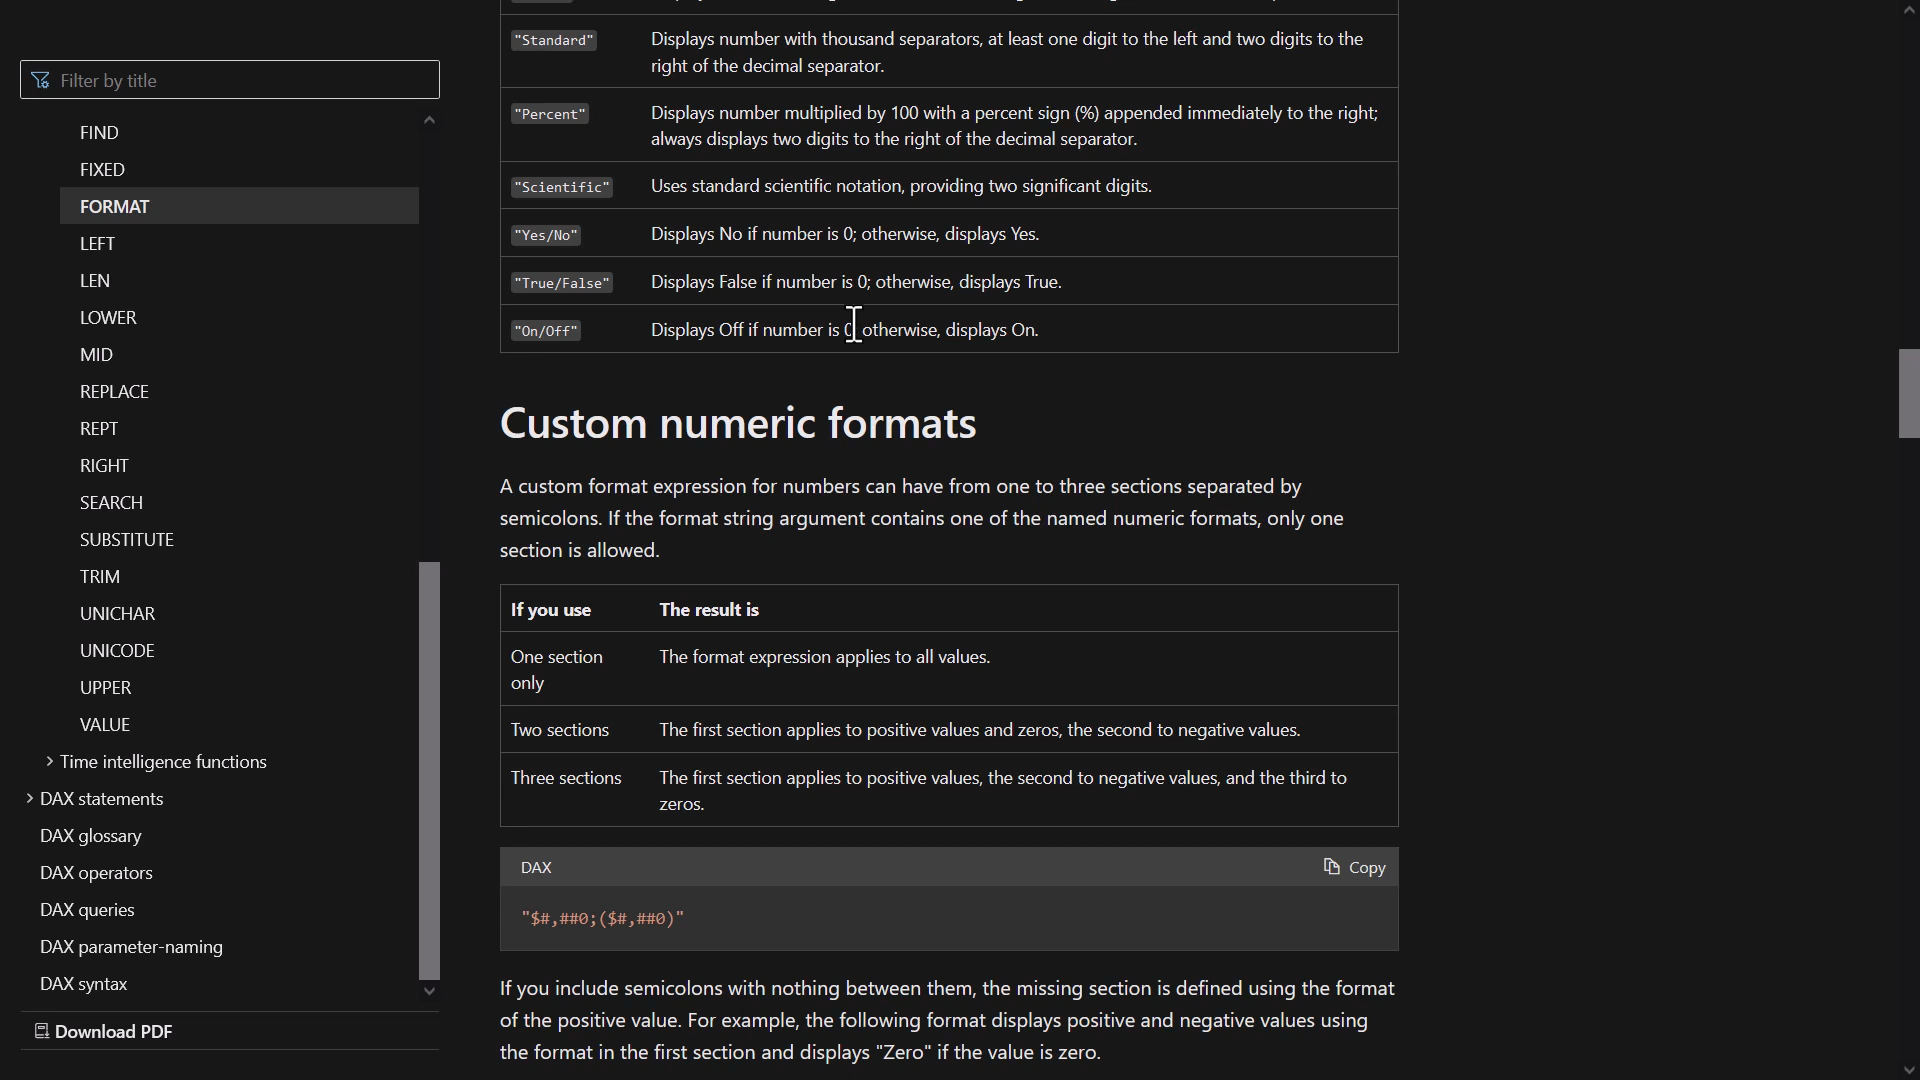 Filter by title
FIND
FIXED
FORMAT
LEFT
LEN
LOWER
MID
REPLACE
REPT
RIGHT
SEARCH
SUBSTITUTE
TRIM
UNICHAR
UNICODE
UPPER
VALUE
Time intelligence functions
DAX statements
DAX glossary
DAX operators
DAX queries
DAX parameter-naming
DAX syntax
Download PDF
"Standard" Displays number with thousand separators, at least one digit to the left and two digits to the
right of the decimal separator.
"Percent" Displays number multiplied by 100 with a percent sign (%) appended immediately to the right;
always displays two digits to the right of the decimal separator.
"Scientific" Uses standard scientific notation, providing two significant digits.
"Yes/No" Displays No if number is 0; otherwise, displays Yes.
"True/False" Displays False if number is 0; otherwise, displays True.
"On/Off" Displays Off if number is otherwise, displays On.
Custom numeric formats
A custom format expression for numbers can have from one to three sections separated by
semicolons. If the format string argument contains one of the named numeric formats, only one
section is allowed.
If you use The result is
One section The format expression applies to all values.
only
Two sections The first section applies to positive values and zeros, the second to negative values.
Three sections The first section applies to positive values, the second to negative values, and the third to
zeros.
DAX Copy
"$#,##0;($#,##0)"
If you include semicolons with nothing between them, the missing section is defined using the format
of the positive value. For example, the following format displays positive and negative values using
the format in the first section and displays "Zero" if the value is zero.